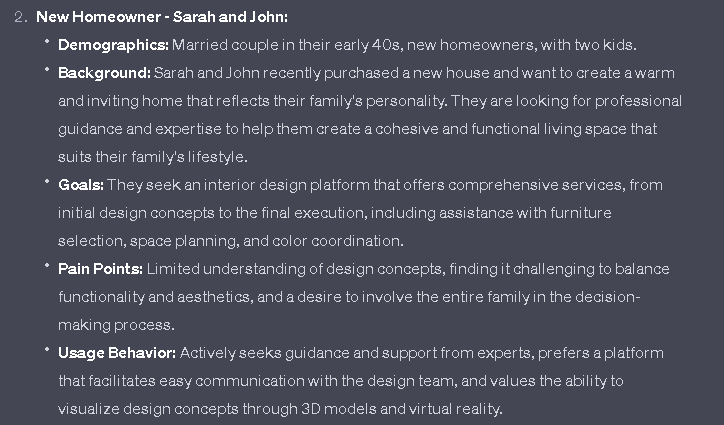 2. New Homeowner - Sarah and John:
• Demographics: Married couple in their early 40s, new homeowners, with two kids.
• Background: Sarah and John recently purchased a new house and want to create a warm
and inviting home that reflects their family's personality. They are looking for professional
guidance and expertise to help them create a cohesive and functional living space that
suits their family's lifestyle.
• Goals: They seek an interior design platform that offers comprehensive services, from
initial design concepts to the final execution, including assistance with furniture
selection, space planning, and color coordination.
• Pain Points: Limited understanding of design concepts, finding it challenging to balance
functionality and aesthetics, and a desire to involve the entire family in the decision-
making process.
• Usage Behavior: Actively seeks guidance and support from experts, prefers a platform
that facilitates easy communication with the design team, and values the ability to
visualize design concepts through 3D models and virtual reality.